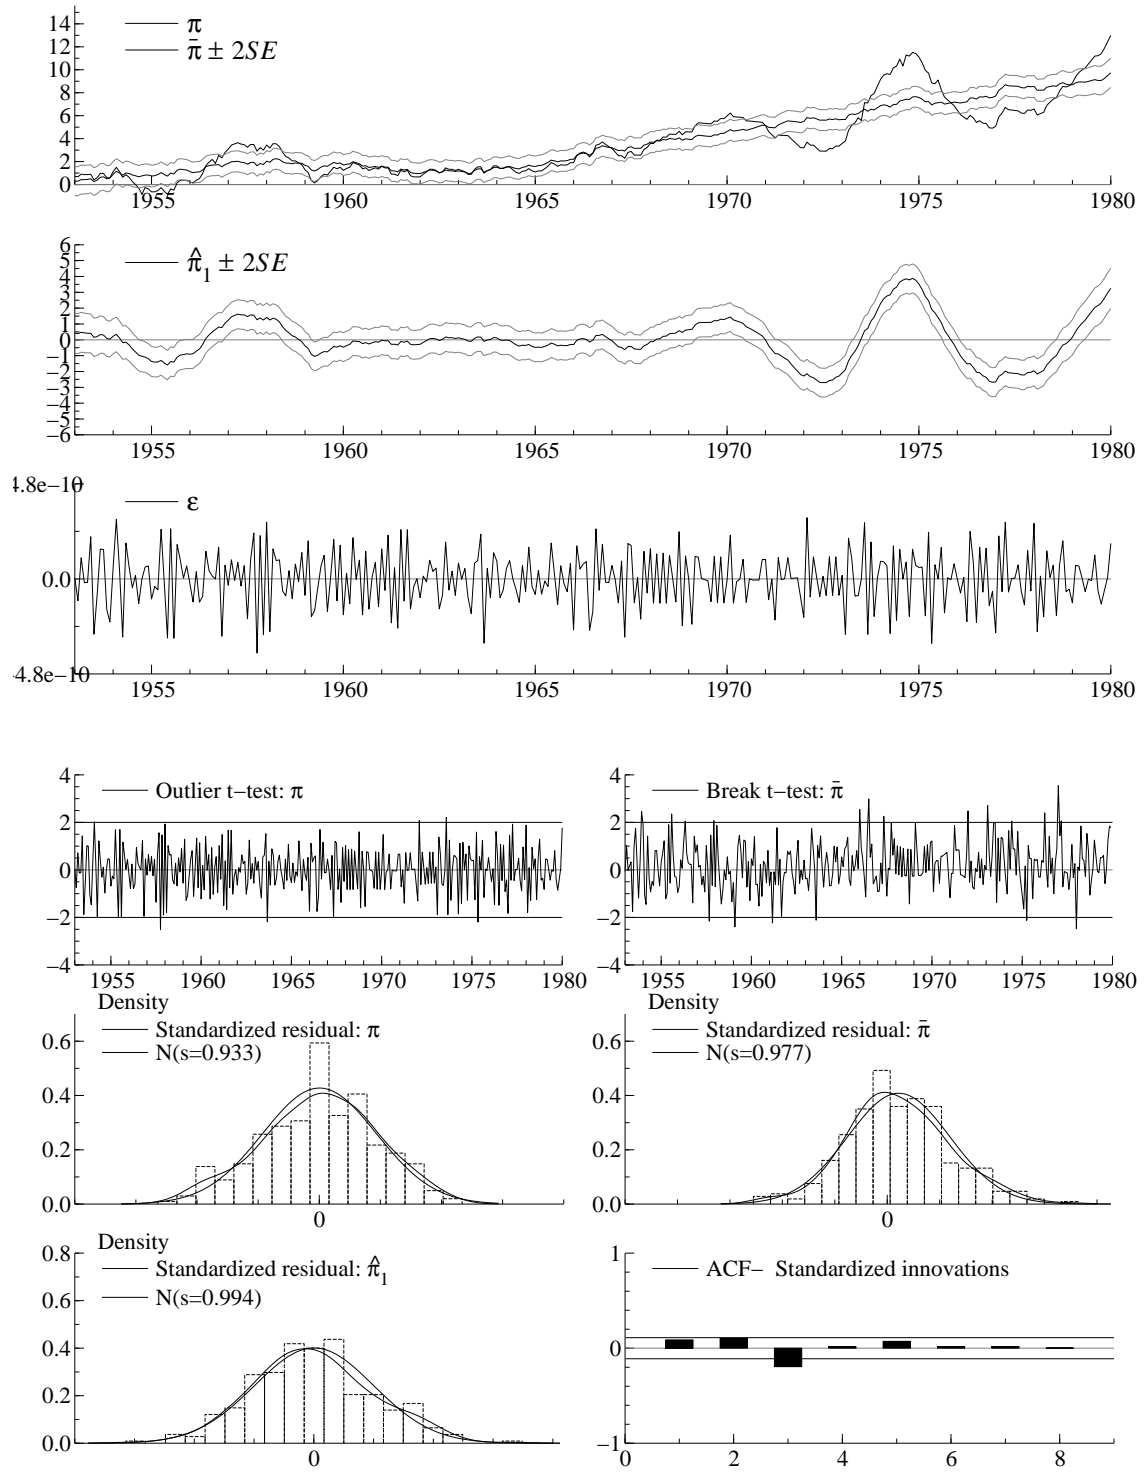 π
π̄ ± 2SE
14
12
10
8
6
4
2
0
1955 1960 1965 1970 1975 1980
π̂1 ± 2SE
6
5
4
3
2
1
0
−1
−2
−3
−4
−5
−6
1955 1960 1965 1970 1975 1980
4.8e−10
ε
0.0
−4.8e−10
1955 1960 1965 1970 1975 1980
Outlier t−test: π
4
2
0
−2
−4
1955 1960 1965 1970 1975 1980
Break t−test: π̄
4
2
0
−2
−4
1955 1960 1965 1970 1975 1980
Density
Standardized residual: π
N(s=0.933)
0.6
0.4
0.2
0.0
0
Density
Standardized residual: π̄
N(s=0.977)
0.6
0.4
0.2
0.0
0
Density
Standardized residual: π̂1
N(s=0.994)
0.8
0.6
0.4
0.2
0.0
0
ACF− Standardized innovations
1
0
−1
0 2 4 6 8